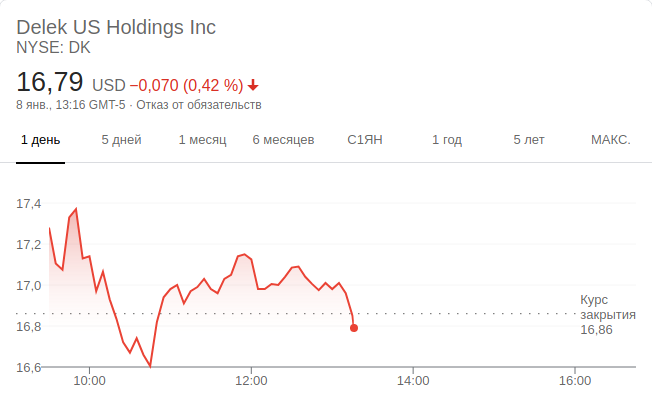 Delek US Holdings Inc
NYSE: DK
16,79 USD −0,070 (0,42 %)
8 янв., 13:16 GMT-5 · Отказ от обязательств
1 день 5 дней 1 месяц 6 месяцев С1ЯН 1 год 5 лет МАКС.
17,4
17,2
17,0
16,8
16,6
Курс
закрытия
16,86
10:00 12:00 14:00 16:00